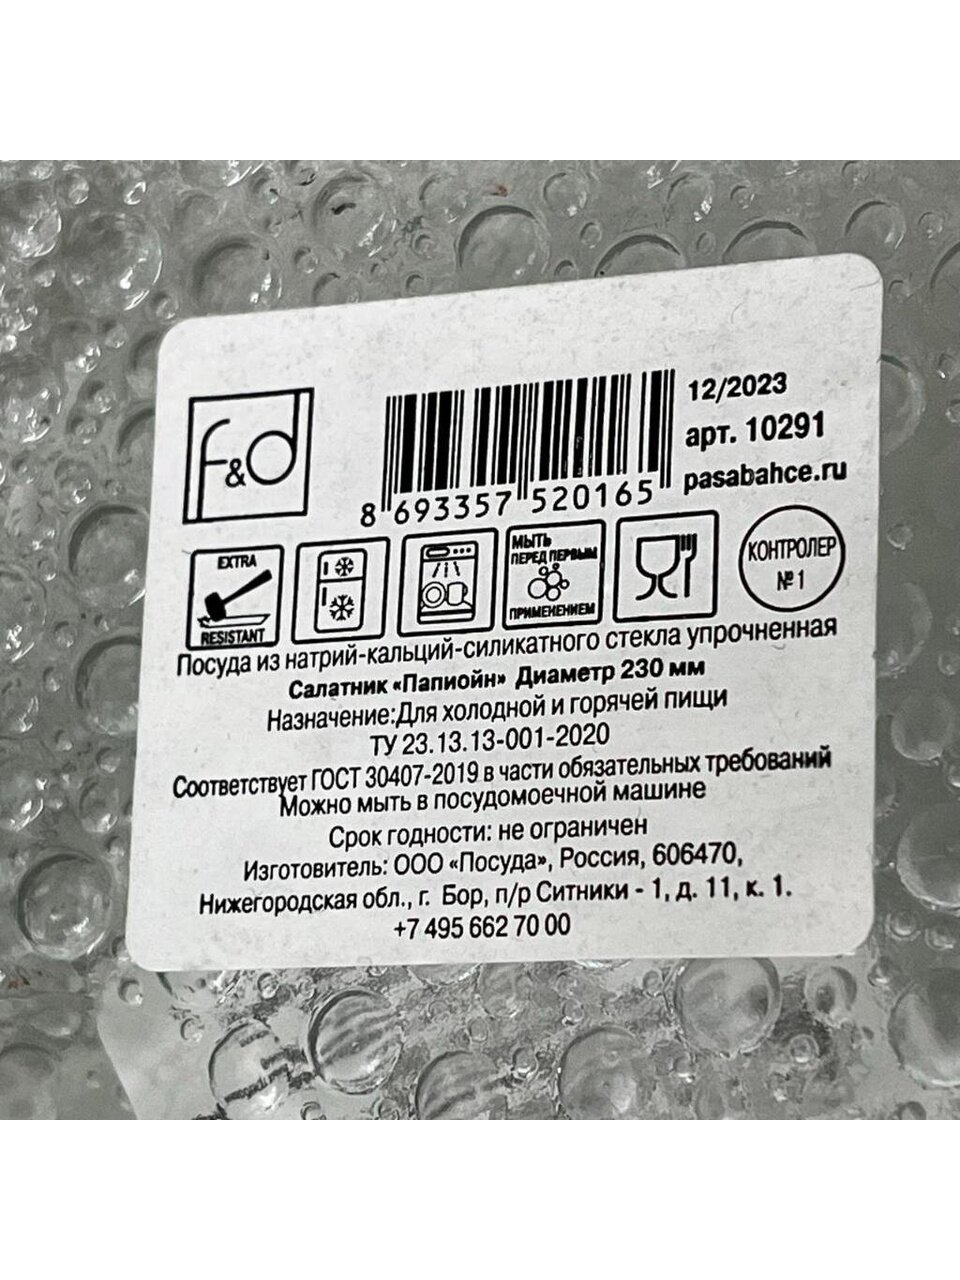 12/2023
f&d
арт. 10291
pasabahce.ru
8 693357 520165
EXTRA
RESISTANT
МЫТЬ
ПЕРЕД ПЕРВЫМ
ПРИМЕНЕНИЕМ
КОНТРОЛЕР
№1
Посуда из натрий-кальций-силикатного стекла упрочненная
Салатник «Папиойн» Диаметр 230 мм
Назначение:Для холодной и горячей пищи
ТУ 23.13.13-001-2020
Соответствует ГОСТ 30407-2019 в части обязательных требований
Можно мыть в посудомоечной машине
Срок годности: не ограничен
Изготовитель: ООО «Посуда», Россия, 606470,
Нижегородская обл., г. Бор, п/р Ситники - 1, д. 11, к. 1.
+7 495 662 70 00